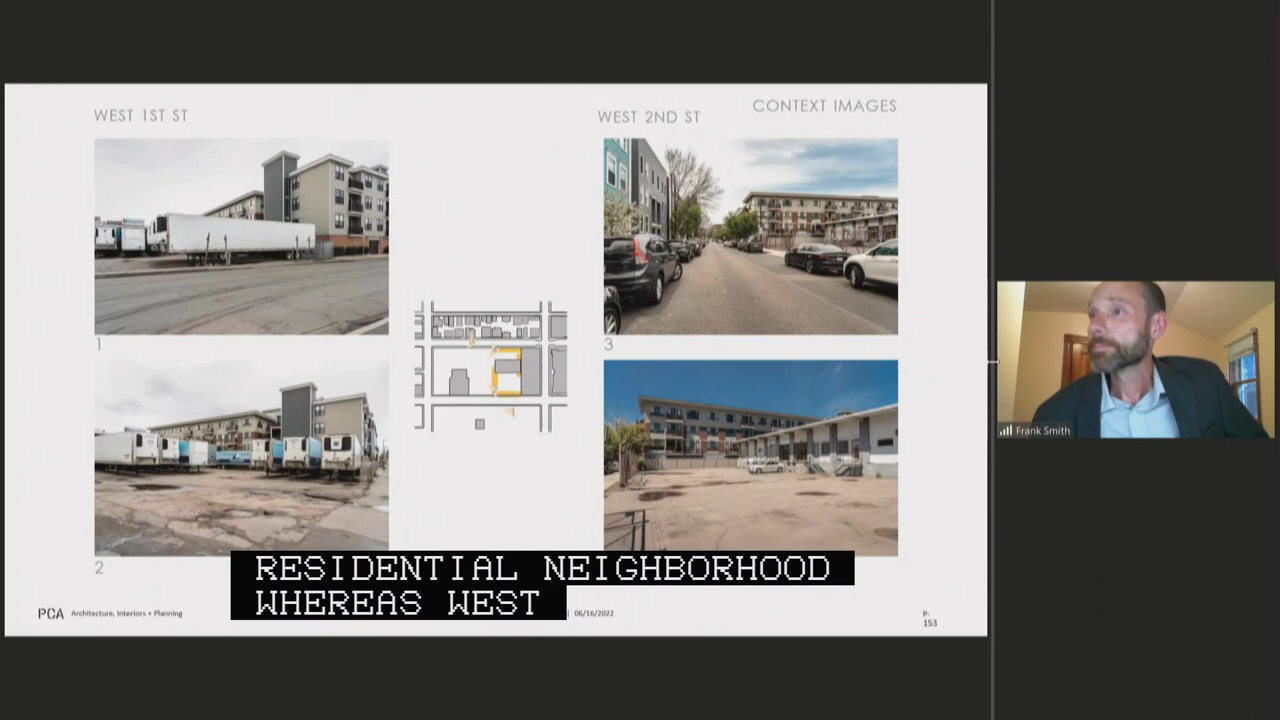 WEST 1ST ST
WEST 2ND ST
CONTEXT IMAGES
1
3
2
RESIDENTIAL NEIGHBORHOOD
WHEREAS WEST
PCA Architecture, Interiors + Planning
| 06/16/2022
p.
153
Frank Smith